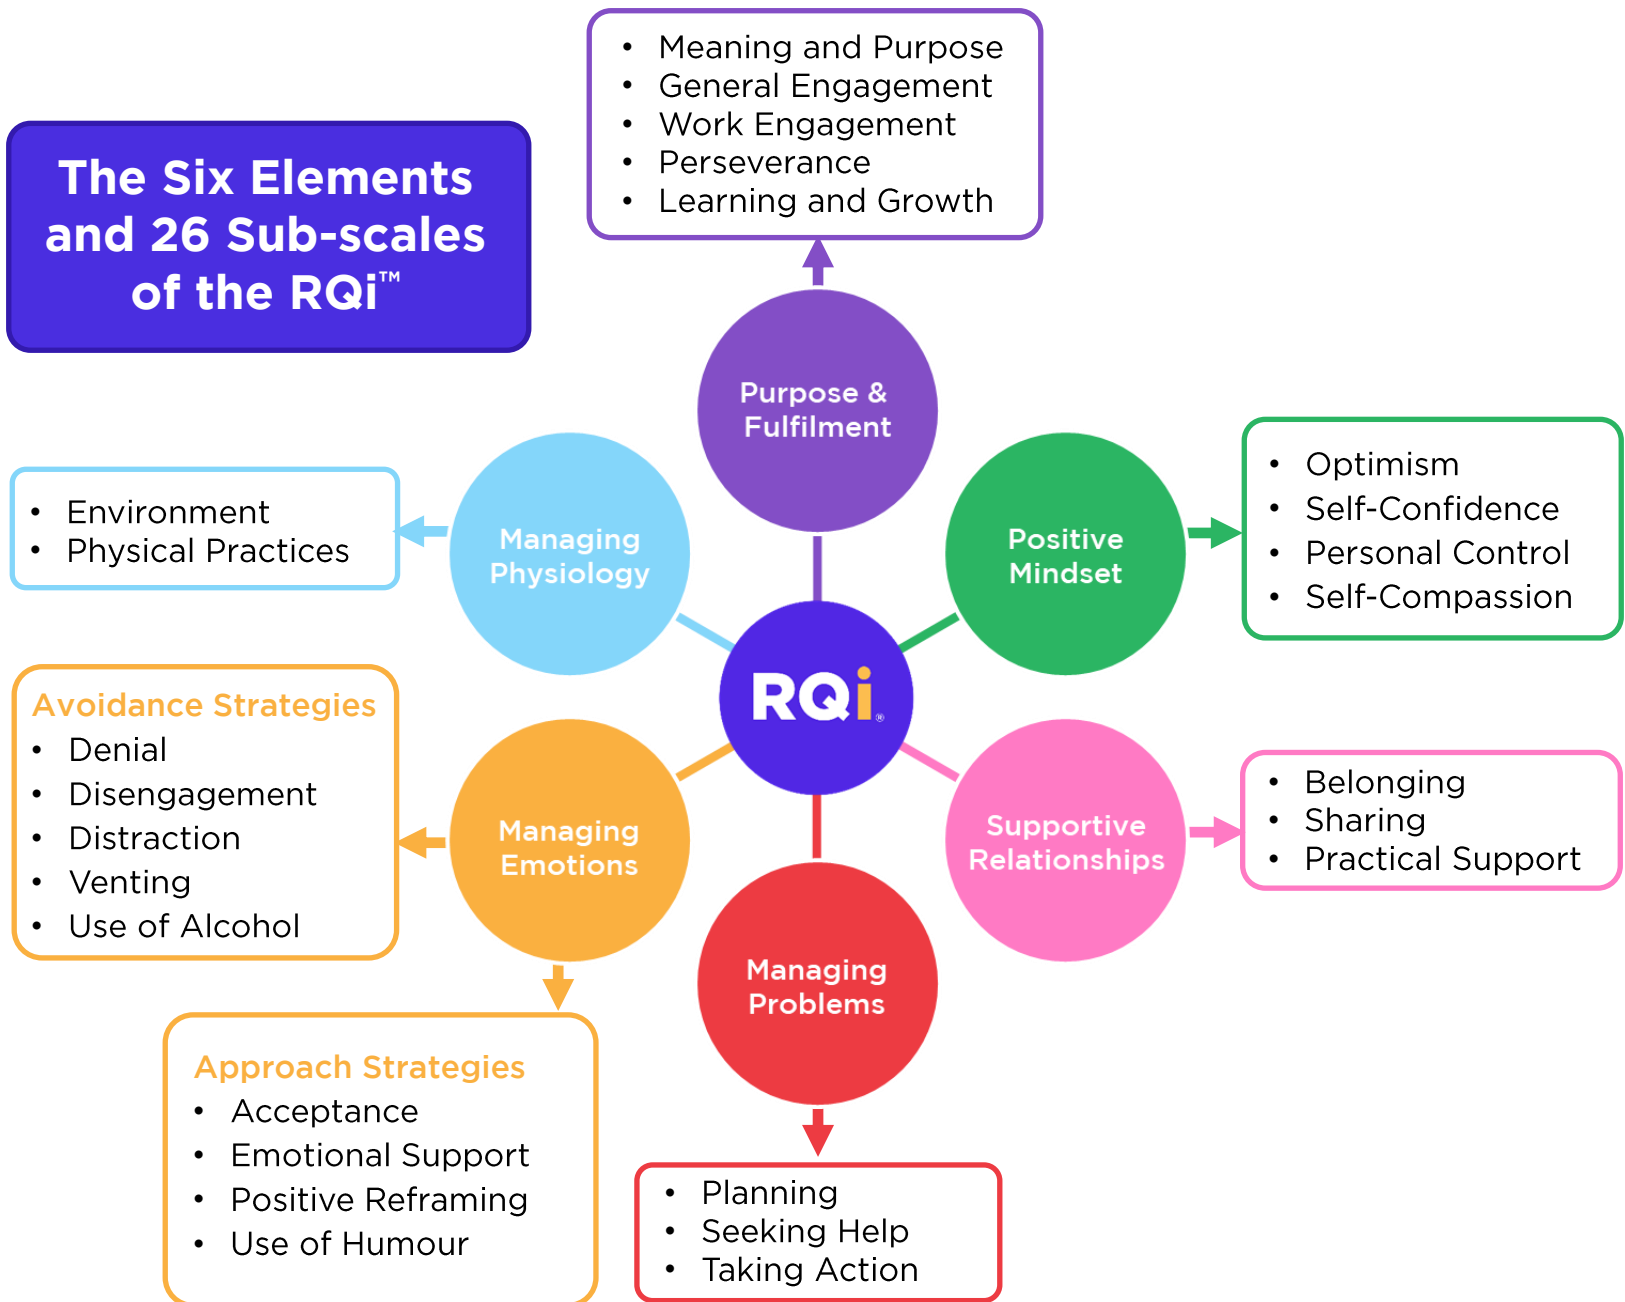 The Six Elements
and 26 Sub-scales
of the RQi™
• Meaning and Purpose
• General Engagement
• Work Engagement
• Perseverance
• Learning and Growth
Purpose &
Fulfilment
• Optimism
• Self-Confidence
• Personal Control
• Self-Compassion
Positive
Mindset
• Belonging
• Sharing
• Practical Support
Supportive
Relationships
Managing
Problems
• Planning
• Seeking Help
• Taking Action
Managing
Emotions
Avoidance Strategies
• Denial
• Disengagement
• Distraction
• Venting
• Use of Alcohol
Approach Strategies
• Acceptance
• Emotional Support
• Positive Reframing
• Use of Humour
Managing
Physiology
• Environment
• Physical Practices
RQi®